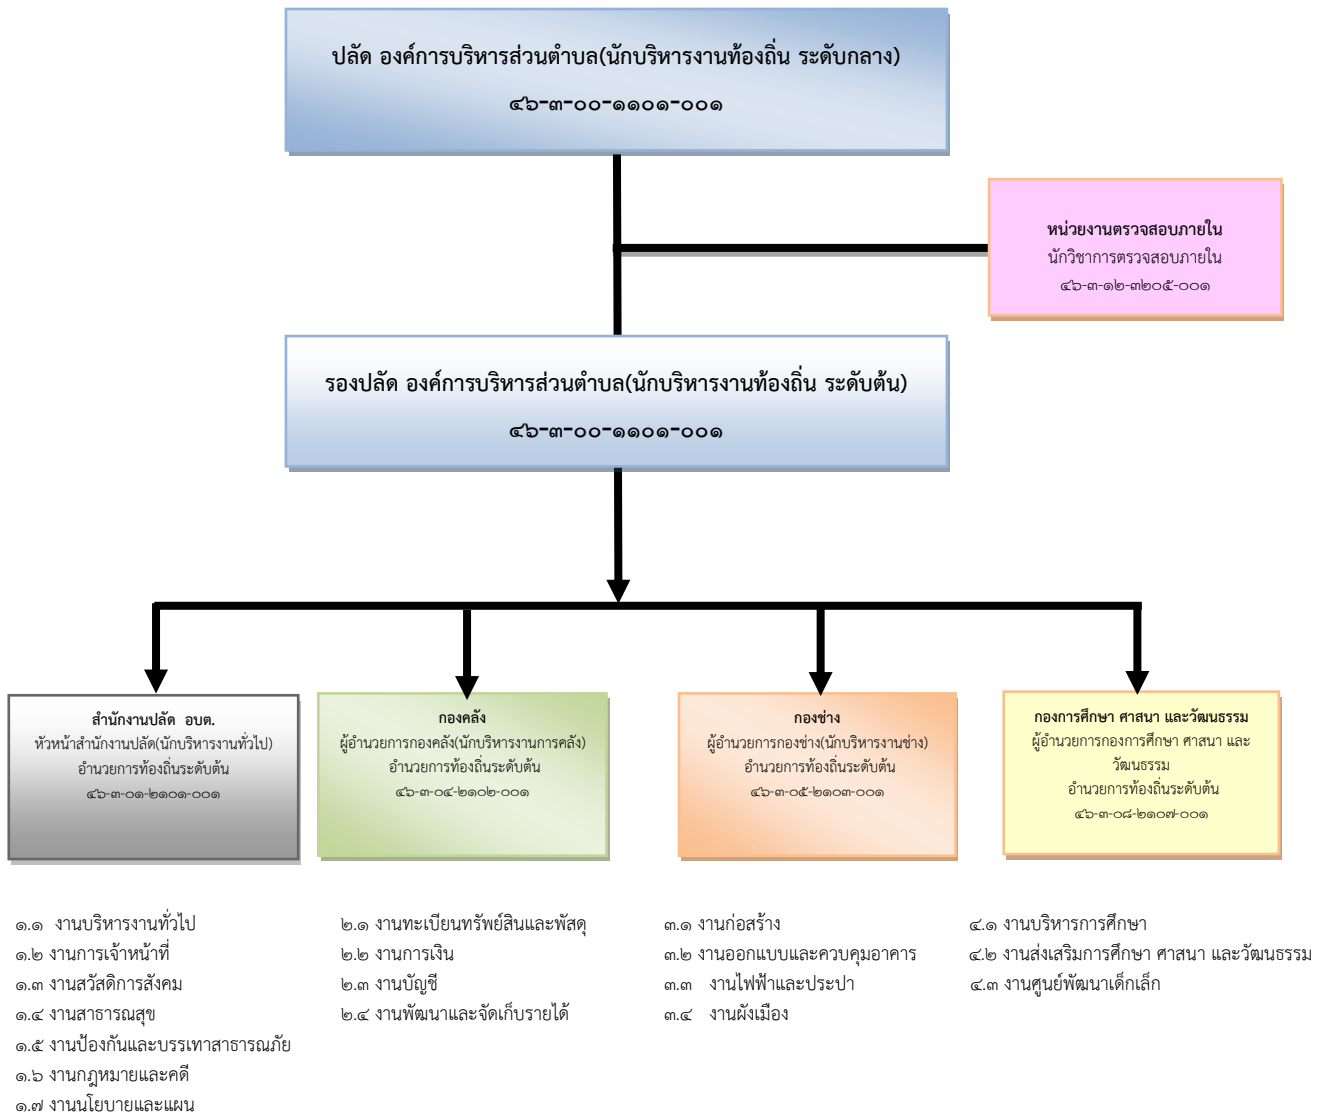 ปลัด องค์การบริหารส่วนตำบล(นักบริหารงานท้องถิ่น ระดับกลาง)
๔๖-๓-๐๐-๑๑๐๑-๐๐๑
หน่วยงานตรวจสอบภายใน
นักวิชาการตรวจสอบภายใน
๔๖-๓-๑๒-๓๒๐๕-๐๐๑
รองปลัด องค์การบริหารส่วนตำบล(นักบริหารงานท้องถิ่น ระดับต้น)
๔๖-๓-๐๐-๑๑๐๑-๐๐๑
สำนักงานปลัด อบต.
หัวหน้าสำนักงานปลัด(นักบริหารงานทั่วไป)
อำนวยการท้องถิ่นระดับต้น
๔๖-๓-๐๑-๒๑๐๑-๐๐๑
กองคลัง
ผู้อำนวยการกองคลัง(นักบริหารงานการคลัง)
อำนวยการท้องถิ่นระดับต้น
๔๖-๓-๐๔-๒๑๐๒-๐๐๑
กองช่าง
ผู้อำนวยการกองช่าง(นักบริหารงานช่าง)
อำนวยการท้องถิ่นระดับต้น
๔๖-๓-๐๕-๒๑๐๓-๐๐๑
กองการศึกษา ศาสนา และวัฒนธรรม
ผู้อำนวยการกองการศึกษา ศาสนา และ
วัฒนธรรม
อำนวยการท้องถิ่นระดับต้น
๔๖-๓-๐๘-๒๑๐๗-๐๐๑
๑.๑ งานบริหารงานทั่วไป
๑.๒ งานการเจ้าหน้าที่
๑.๓ งานสวัสดิการสังคม
๑.๔ งานสาธารณสุข
๑.๕ งานป้องกันและบรรเทาสาธารณภัย
๑.๖ งานกฎหมายและคดี
๑.๗ งานนโยบายและแผน
๒.๑ งานทะเบียนทรัพย์สินและพัสดุ
๒.๒ งานการเงิน
๒.๓ งานบัญชี
๒.๔ งานพัฒนาและจัดเก็บรายได้
๓.๑ งานก่อสร้าง
๓.๒ งานออกแบบและควบคุมอาคาร
๓.๓ งานไฟฟ้าและประปา
๓.๔ งานผังเมือง
๔.๑ งานบริหารการศึกษา
๔.๒ งานส่งเสริมการศึกษา ศาสนา และวัฒนธรรม
๔.๓ งานศูนย์พัฒนาเด็กเล็ก